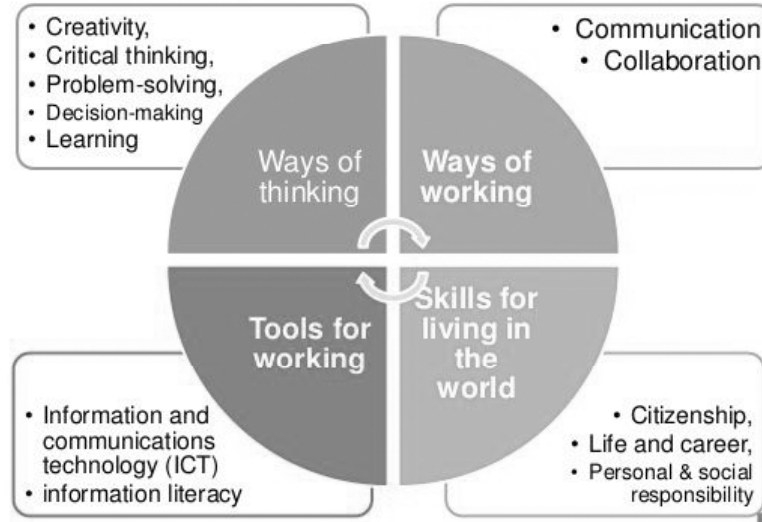 • Creativity,
• Critical thinking,
• Problem-solving,
• Decision-making
• Learning
• Communication
• Collaboration
Ways of
thinking
Ways of
working
Tools for
working
Skills for
living in
the
world
• Information and
communications
technology (ICT)
• information literacy
• Citizenship,
• Life and career,
• Personal & social
responsibility